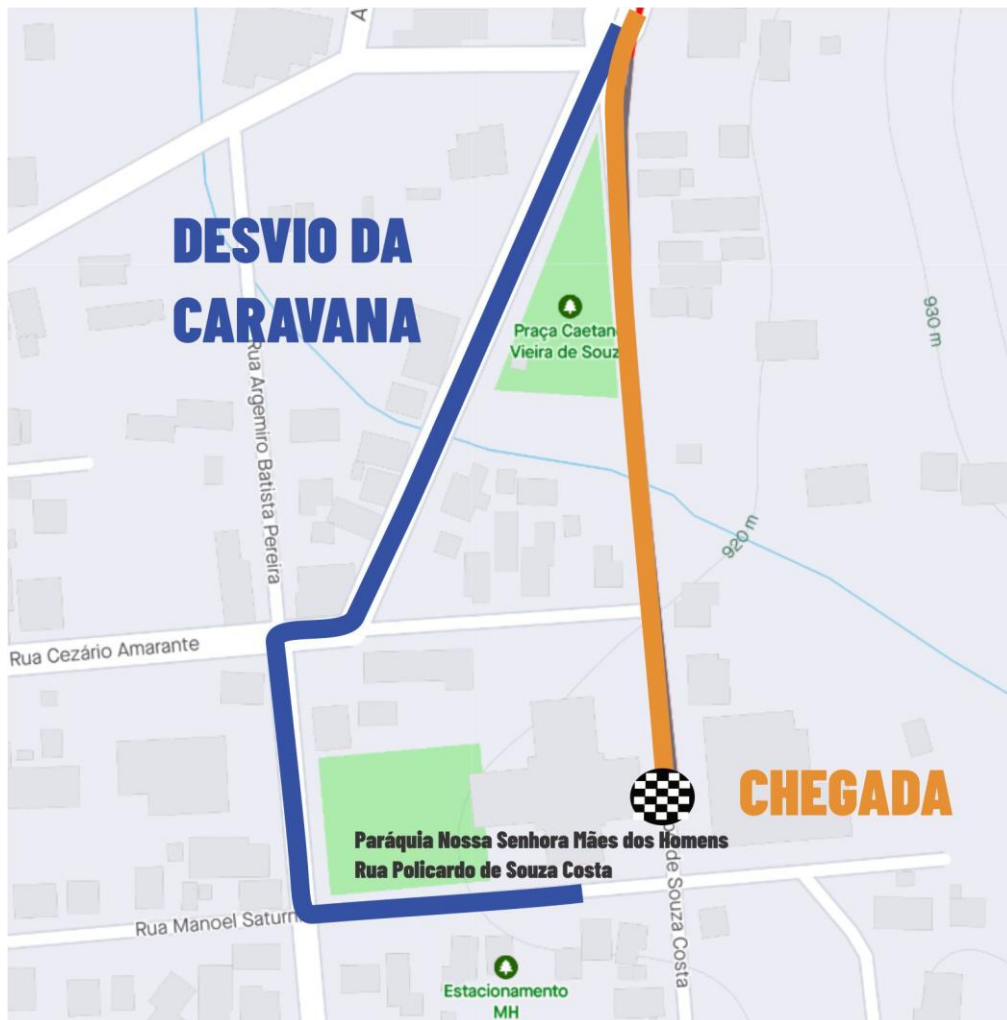 A
DESVIO DA
CARAVANA
930 m
Praça Caetan
Vieira de Souz
Rua Argemiro Batista Pereira
920 m
Rua Cezário Amarante
CHEGADA
Paráquia Nossa Senhora Mães dos Homens
Rua Policardo de Souza Costa
de Souza Costa
Rua Manoel Saturn
Estacionamento
MH